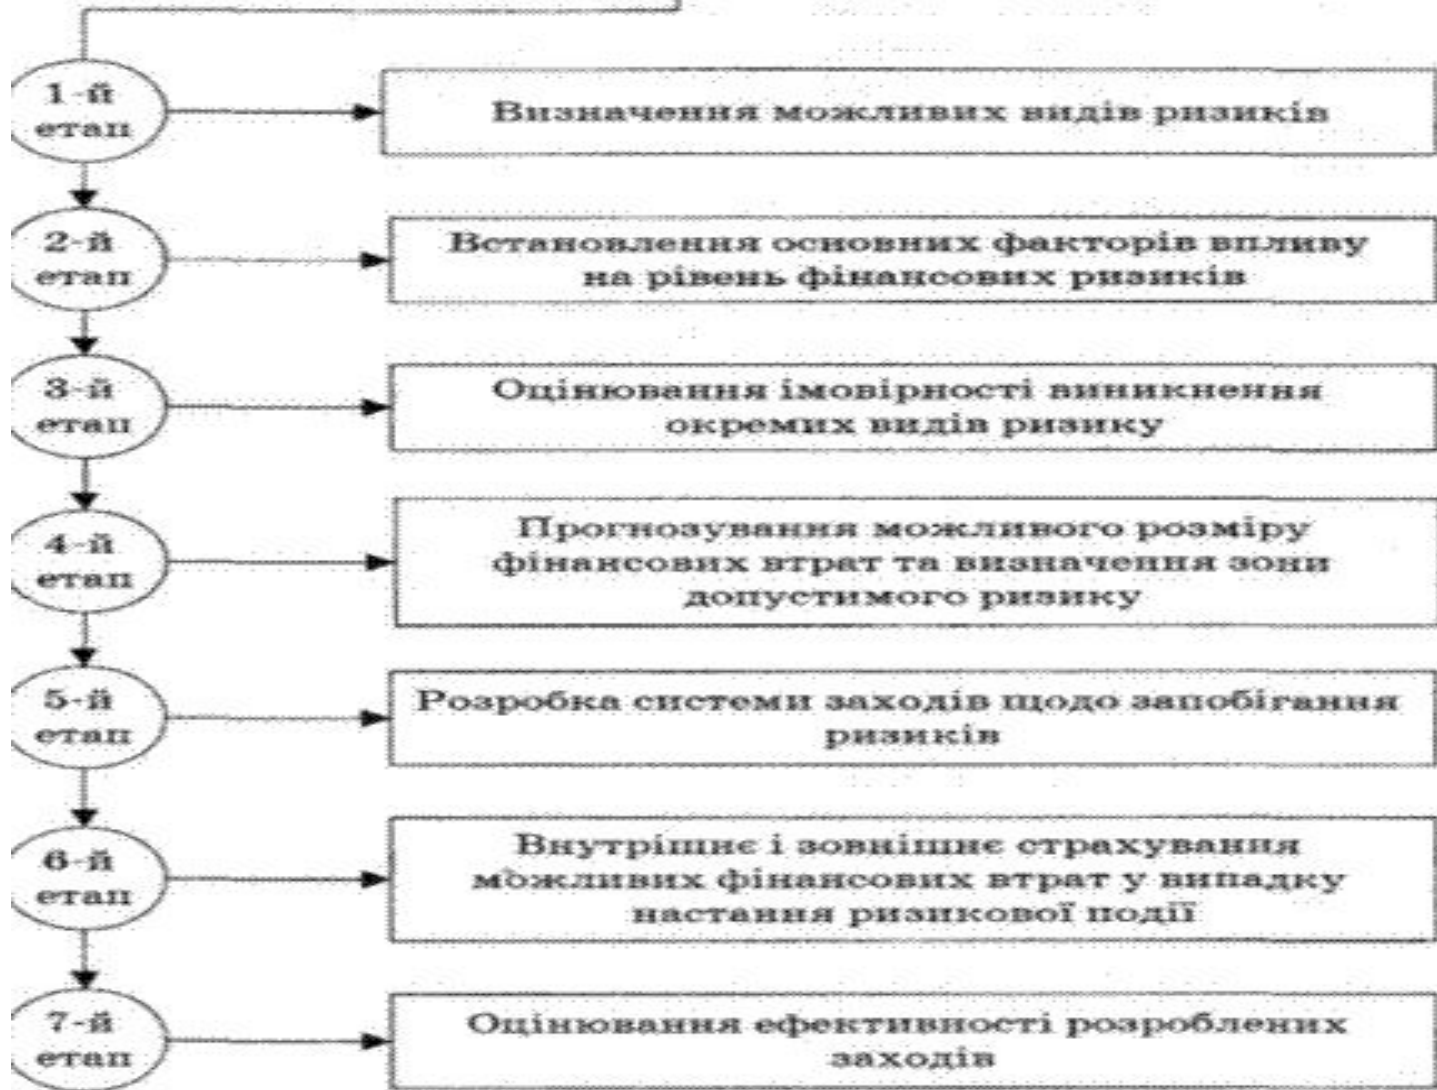 1-й
етап
Визначення можливих видів ризиків
2-й
етап
Встановлення основних факторів впливу
на рівень фінансових ризиків
3-й
етап
Оцінювання імовірності виникнення
окремих видів ризику
4-й
етап
Прогнозування можливого розміру
фінансових втрат та визначення зони
допустимого ризику
5-й
етап
Розробка системи заходів щодо запобігання
ризиків
6-й
етап
Внутрішнє і зовнішнє страхування
можливих фінансових втрат у випадку
настання ризикової події
7-й
етап
Оцінювання ефективності розроблених
заходів